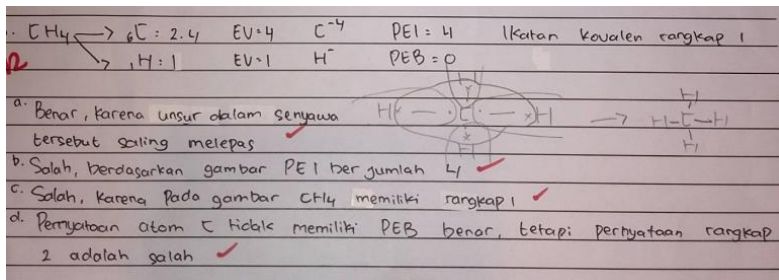 CH4 → 6C : 2.4 EV=4 C-4 PEI = 4 Ikatan kovalen rangkap 1
→ 1H : 1 EV=1 H- PEB = 0
a. Benar, karena unsur dalam senyawa
tersebut saling melepas
H
H x — · C · — x H → H-C-H
H
H
H
b. Salah, berdasarkan gambar PEI berjumlah 4
c. Salah, karena pada gambar CH4 memiliki rangkap 1
d. Pernyataan atom C tidak memiliki PEB benar, tetapi pernyataan rangkap
2 adalah salah